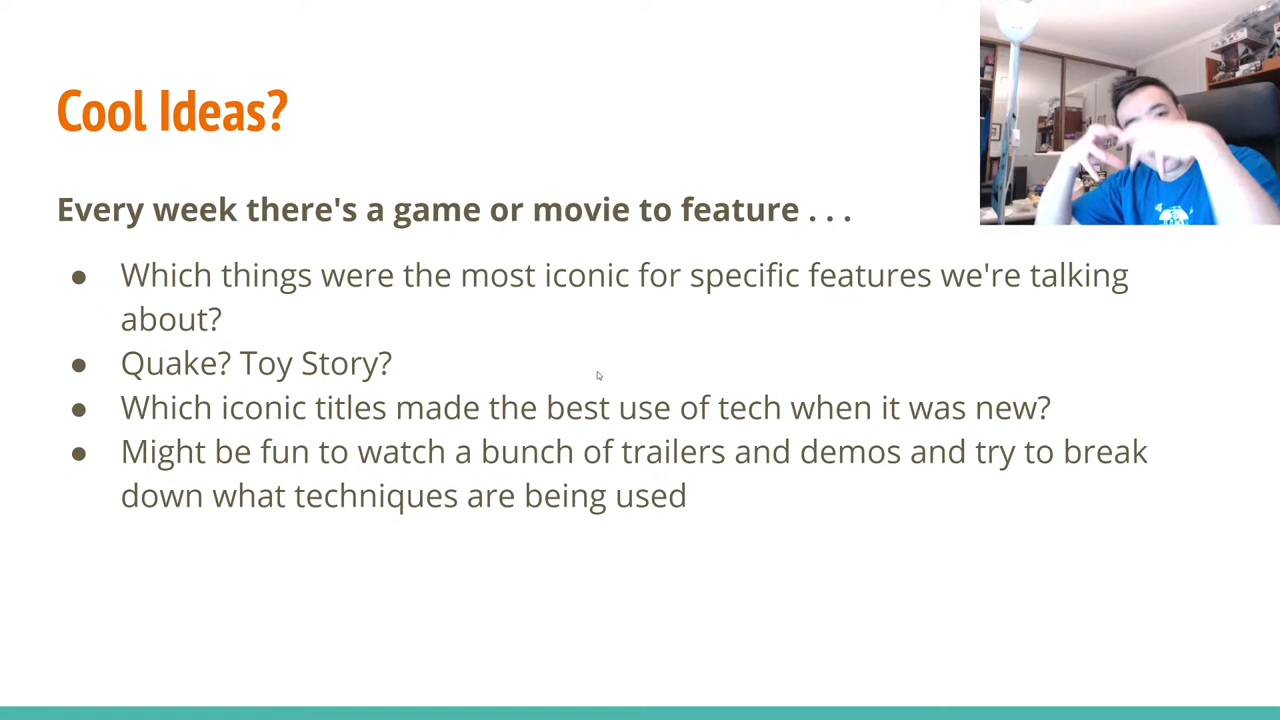 Cool Ideas?
Every week there's a game or movie to feature . . .
● Which things were the most iconic for specific features we're talking
about?
● Quake? Toy Story?
● Which iconic titles made the best use of tech when it was new?
● Might be fun to watch a bunch of trailers and demos and try to break
down what techniques are being used